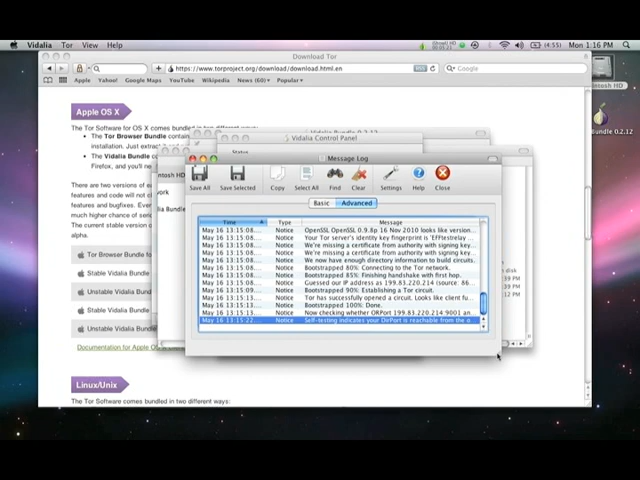 Vidalia Tor View Help
(4:55) Mon 1:16 PM
Download Tor
https://www.torproject.org/download/download.html.en
Google
Apple Yahoo! Google Maps YouTube Wikipedia News (60) Popular
Apple OS X
The Tor Software for OS X comes bundled in two different ways:
The Tor Browser Bundle contain
installation. Just extract it
The Vidalia Bundle co
Firefox, and you'll ne
There are two versions of e
features and code will not e
features and bugfixes. Ever
much higher chance of seriou
The current stable version o
alpha.
Tor Browser Bundle fo
Stable Vidalia Bundle
Unstable Vidalia Bundle
Stable Vidalia Bundle
Unstable Vidalia Bundle
Documentation for Apple OS X
Linux/Unix
The Tor Software comes bundled in two different ways:
Vidalia Bundle 0.2.12
Vidalia Control Panel
Status
Message Log
Save All Save Selected Copy Select All Find Clear Settings Help Close
Basic Advanced
Time Type Message
May 16 13:15:08... Notice OpenSSL OpenSSL 0.9.8p 16 Nov 2010 looks like version...
May 16 13:15:08... Notice Your Tor server's identity key fingerprint is 'EFFtestrelay
May 16 13:15:08... Notice We're missing a certificate from authority with signing key
May 16 13:15:08... Notice We're missing a certificate from authority with signing key
May 16 13:15:08... Notice We now have enough directory information to build circuits.
May 16 13:15:08... Notice Bootstrapped 80%: Connecting to the Tor network.
May 16 13:15:08... Notice Bootstrapped 85%: Finishing handshake with first hop.
May 16 13:15:08... Notice Guessed our IP address as 199.83.220.214 (source: 86...
May 16 13:15:09... Notice Bootstrapped 90%: Establishing a Tor circuit.
May 16 13:15:13... Notice Tor has successfully opened a circuit. Looks like client fu...
May 16 13:15:13... Notice Bootstrapped 100%: Done.
May 16 13:15:13... Notice Now checking whether ORPort 199.83.220.214:9001 an...
May 16 13:15:22... Notice Self-testing indicates your ORPort is reachable from the o...